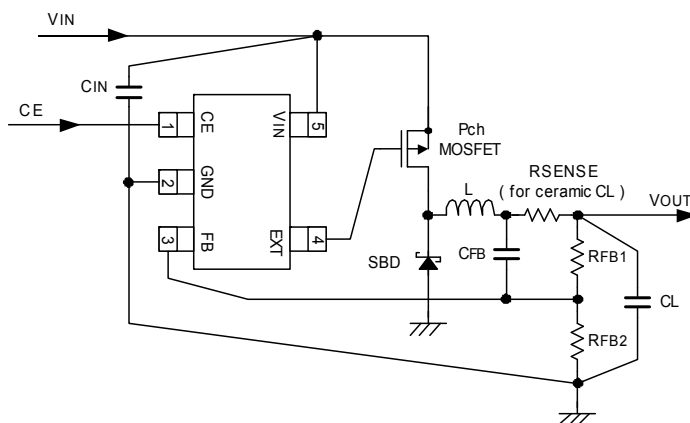 VIN
CIN
CE
1
CE
VIN
5
2
GND
3
FB
EXT
4
Pch
MOSFET
RSENSE
( for ceramic CL )
L
VOUT
SBD
CFB
RFB1
CL
RFB2